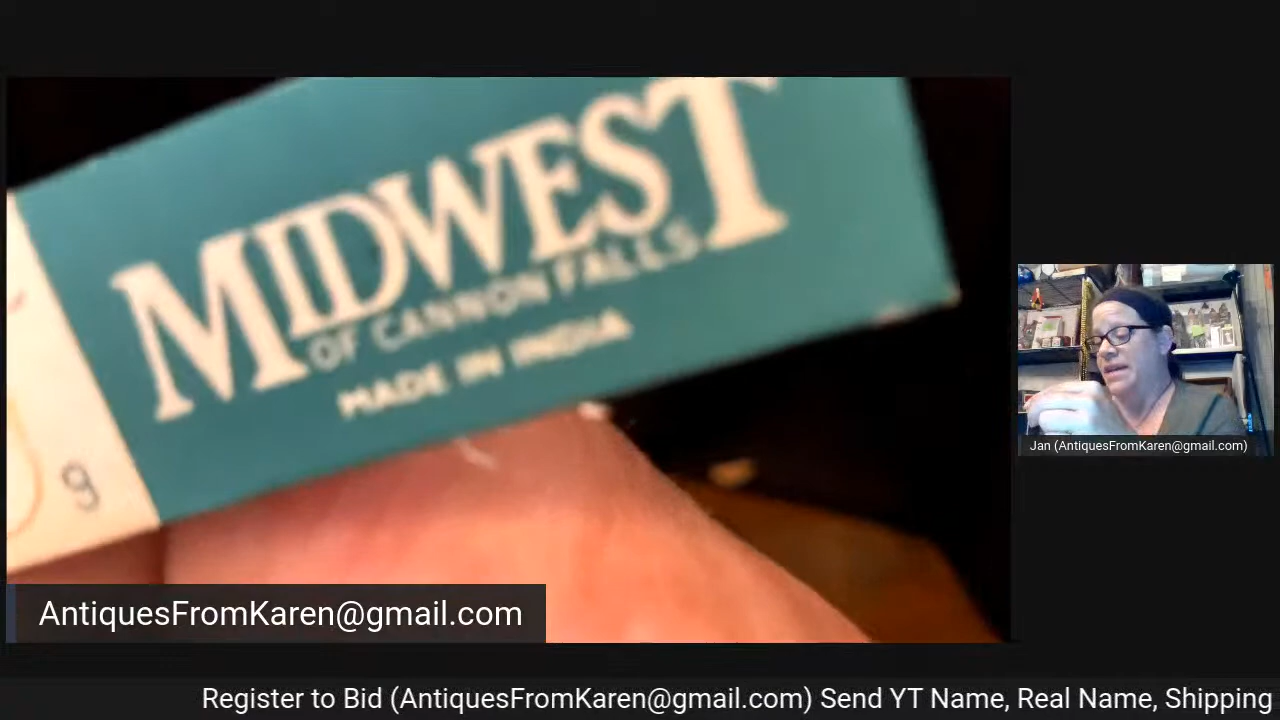 MIDWEST
OF CANNON FALLS
MADE IN INDIA
9
AntiquesFromKaren@gmail.com
Jan (AntiquesFromKaren@gmail.com)
Register to Bid (AntiquesFromKaren@gmail.com) Send YT Name, Real Name, Shipping